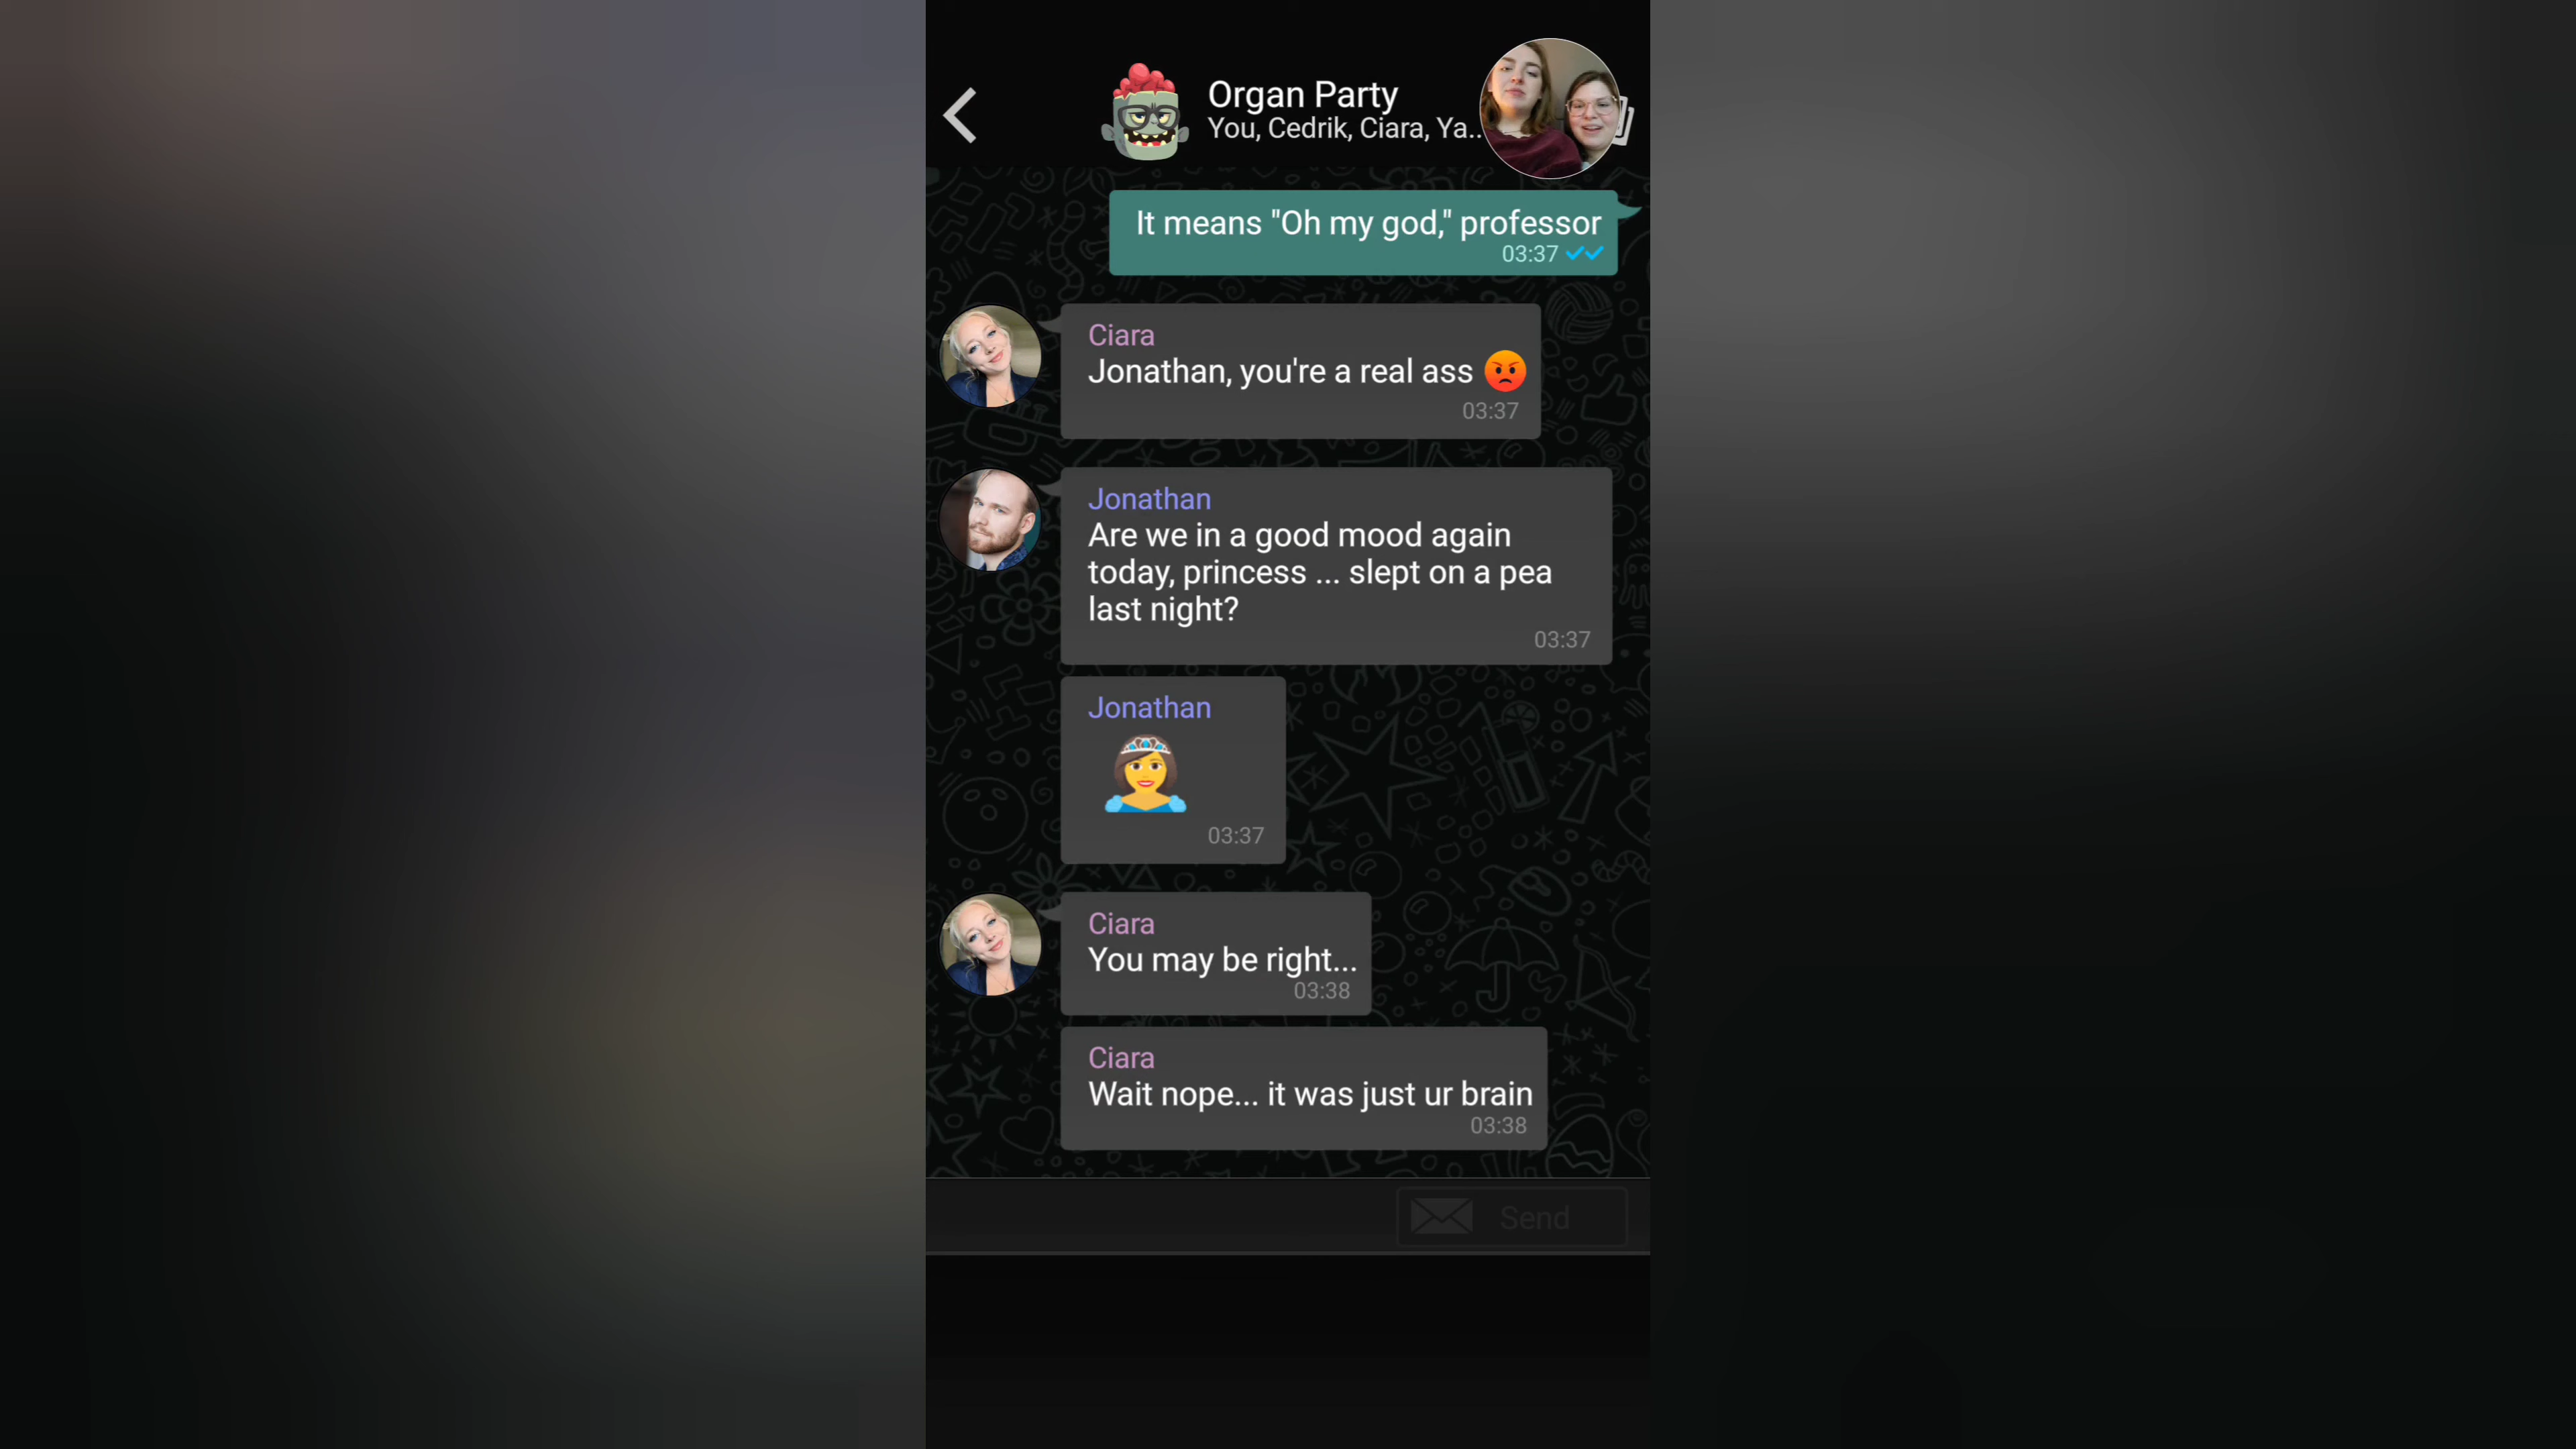 Organ Party
You, Cedrik, Ciara, Ya..
It means "Oh my god," professor
03:37
Ciara
Jonathan, you're a real ass
03:37
Jonathan
Are we in a good mood again
today, princess ... slept on a pea
last night?
03:37
Jonathan
03:37
Ciara
You may be right...
03:38
Ciara
Wait nope... it was just ur brain
03:38
Send